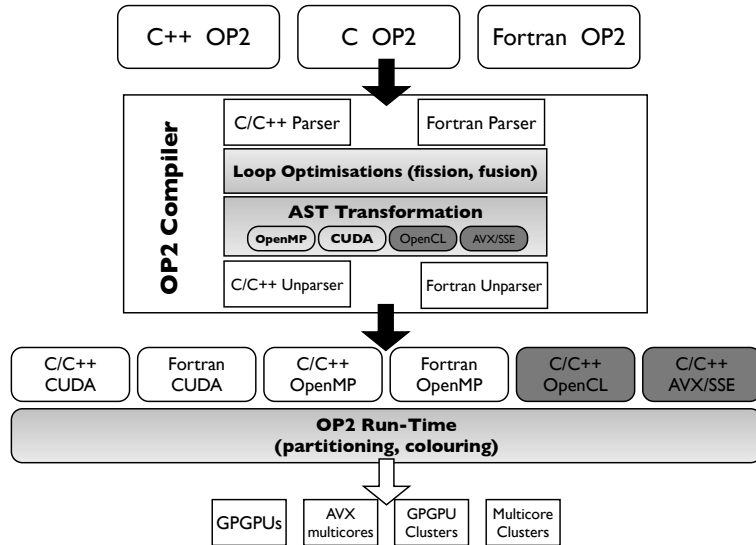 C++ OP2
C OP2
Fortran OP2
OP2 Compiler
C/C++ Parser
Fortran Parser
Loop Optimisations (fission, fusion)
AST Transformation
OpenMP
CUDA
OpenCL
AVX/SSE
C/C++ Unparser
Fortran Unparser
C/C++
CUDA
Fortran
CUDA
C/C++
OpenMP
Fortran
OpenMP
C/C++
OpenCL
C/C++
AVX/SSE
OP2 Run-Time
(partitioning, colouring)
GPGPUs
AVX
multicores
GPGPU
Clusters
Multicore
Clusters